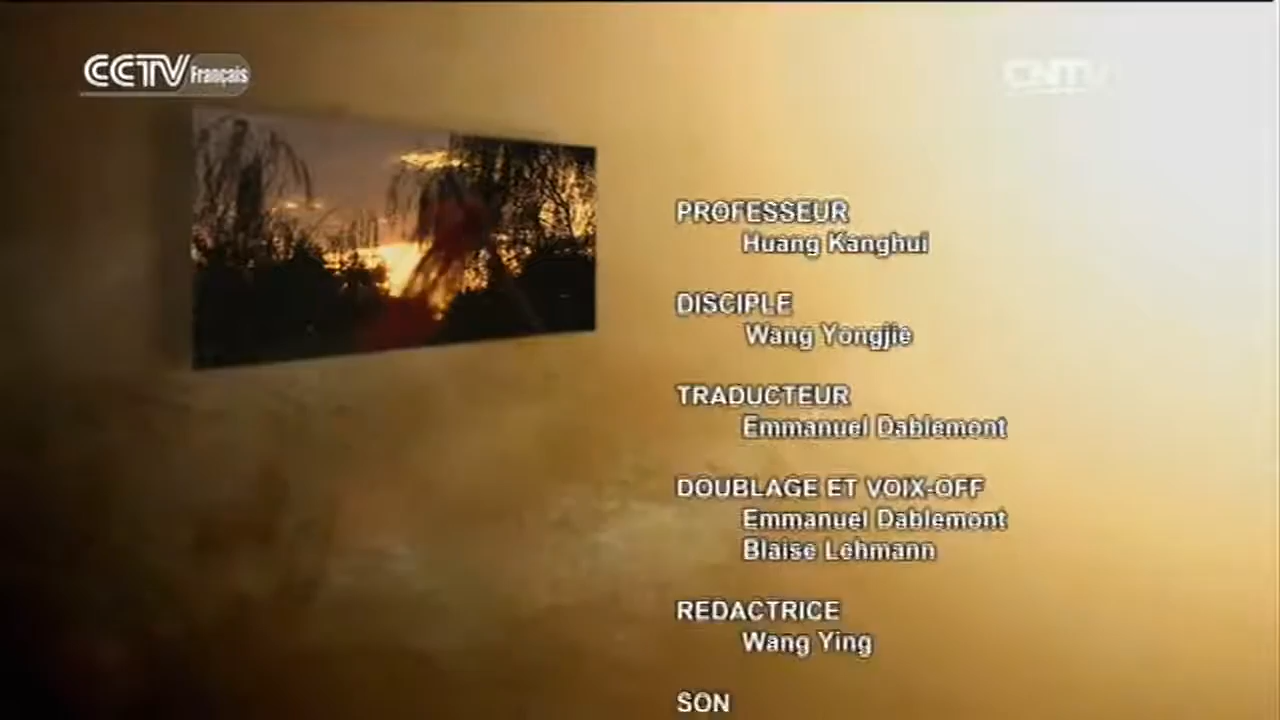 CCTV Français
CNTV
PROFESSEUR
Huang Kanghui
DISCIPLE
Wang Yongjie
TRADUCTEUR
Emmanuel Dablemont
DOUBLAGE ET VOIX-OFF
Emmanuel Dablemont
Blaise Lehmann
REDACTRICE
Wang Ying
SON